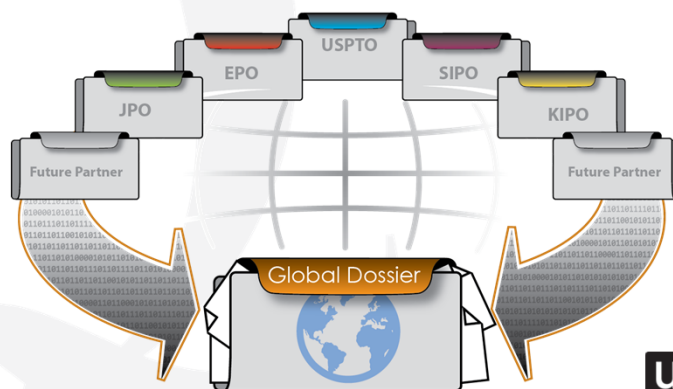 USPTO
EPO
SIPO
JPO
KIPO
Future Partner
Future Partner
Global Dossier